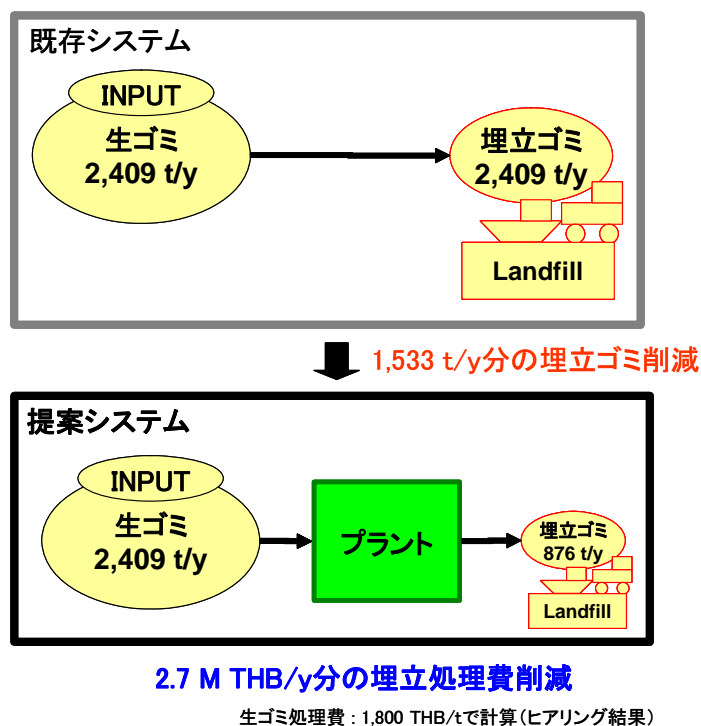 既存システム
INPUT
生ゴミ
2,409 t/y
埋立ゴミ
2,409 t/y
Landfill
1,533 t/y分の埋立ゴミ削減
提案システム
INPUT
生ゴミ
2,409 t/y
プラント
埋立ゴミ
876 t/y
Landfill
2.7 M THB/y分の埋立処理費削減
生ゴミ処理費：1,800 THB/tで計算（ヒアリング結果）